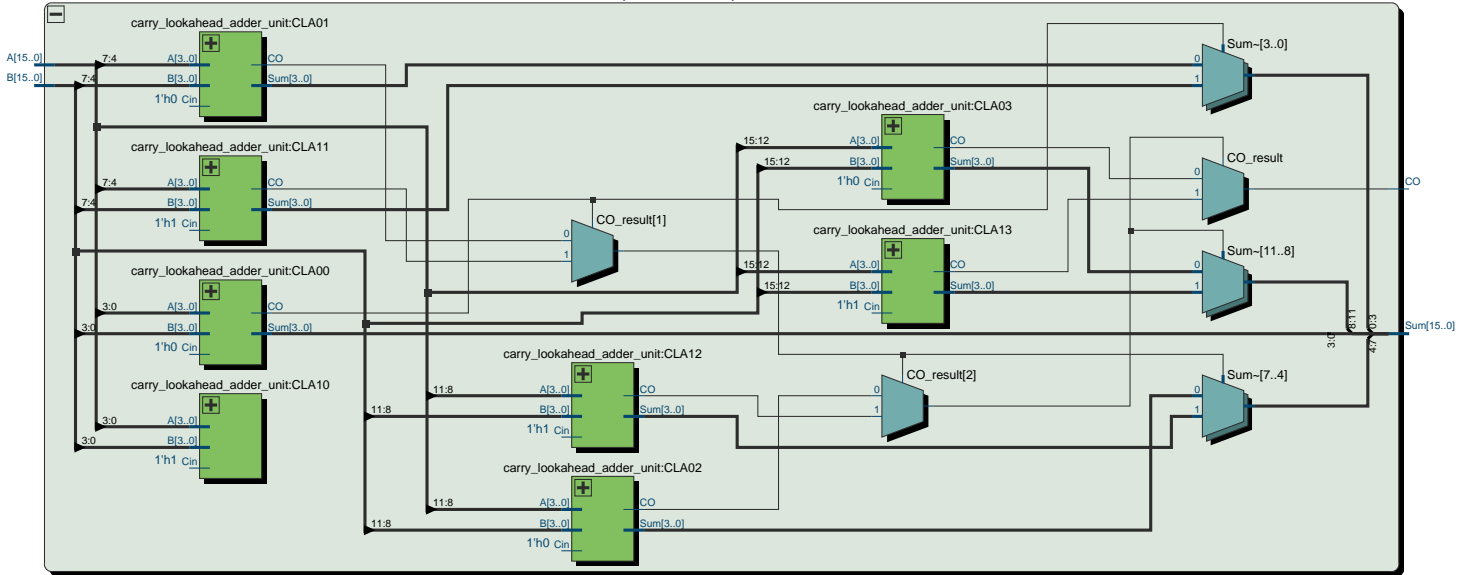 carry_lookahead_adder_unit:CLA01
A[15..0]
B[15..0]
7:4
7:4
A[3..0]
B[3..0]
1'h0 Cin
CO
Sum[3..0]
carry_lookahead_adder_unit:CLA11
7:4
7:4
A[3..0]
B[3..0]
1'h1 Cin
CO
Sum[3..0]
carry_lookahead_adder_unit:CLA00
3:0
3:0
A[3..0]
B[3..0]
1'h0 Cin
CO
Sum[3..0]
carry_lookahead_adder_unit:CLA10
3:0
3:0
A[3..0]
B[3..0]
1'h1 Cin
CO_result[1]
0
1
carry_lookahead_adder_unit:CLA12
11:8
11:8
A[3..0]
B[3..0]
1'h1 Cin
CO
Sum[3..0]
carry_lookahead_adder_unit:CLA02
11:8
11:8
A[3..0]
B[3..0]
1'h0 Cin
CO
Sum[3..0]
carry_lookahead_adder_unit:CLA03
15:12
15:12
A[3..0]
B[3..0]
1'h0 Cin
CO
Sum[3..0]
carry_lookahead_adder_unit:CLA13
15:12
15:12
A[3..0]
B[3..0]
1'h1 Cin
CO
Sum[3..0]
CO_result[2]
0
1
Sum~[3..0]
0
1
CO_result
0
1
CO
Sum~[11..8]
0
1
Sum~[7..4]
0
1
3:0
8:11
0:3
Sum[15..0]